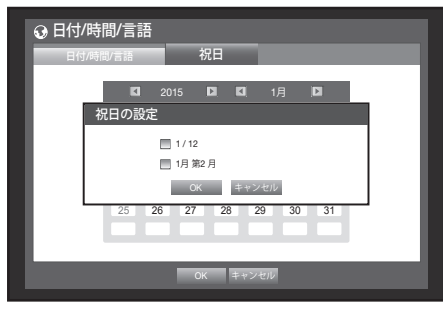 日付/時間/言語
日付/時間/言語 祝日
2015 1月
祝日の設定
1 / 12
1月 第2 月
OK キャンセル
25 26 27 28 29 30 31
OK キャンセル